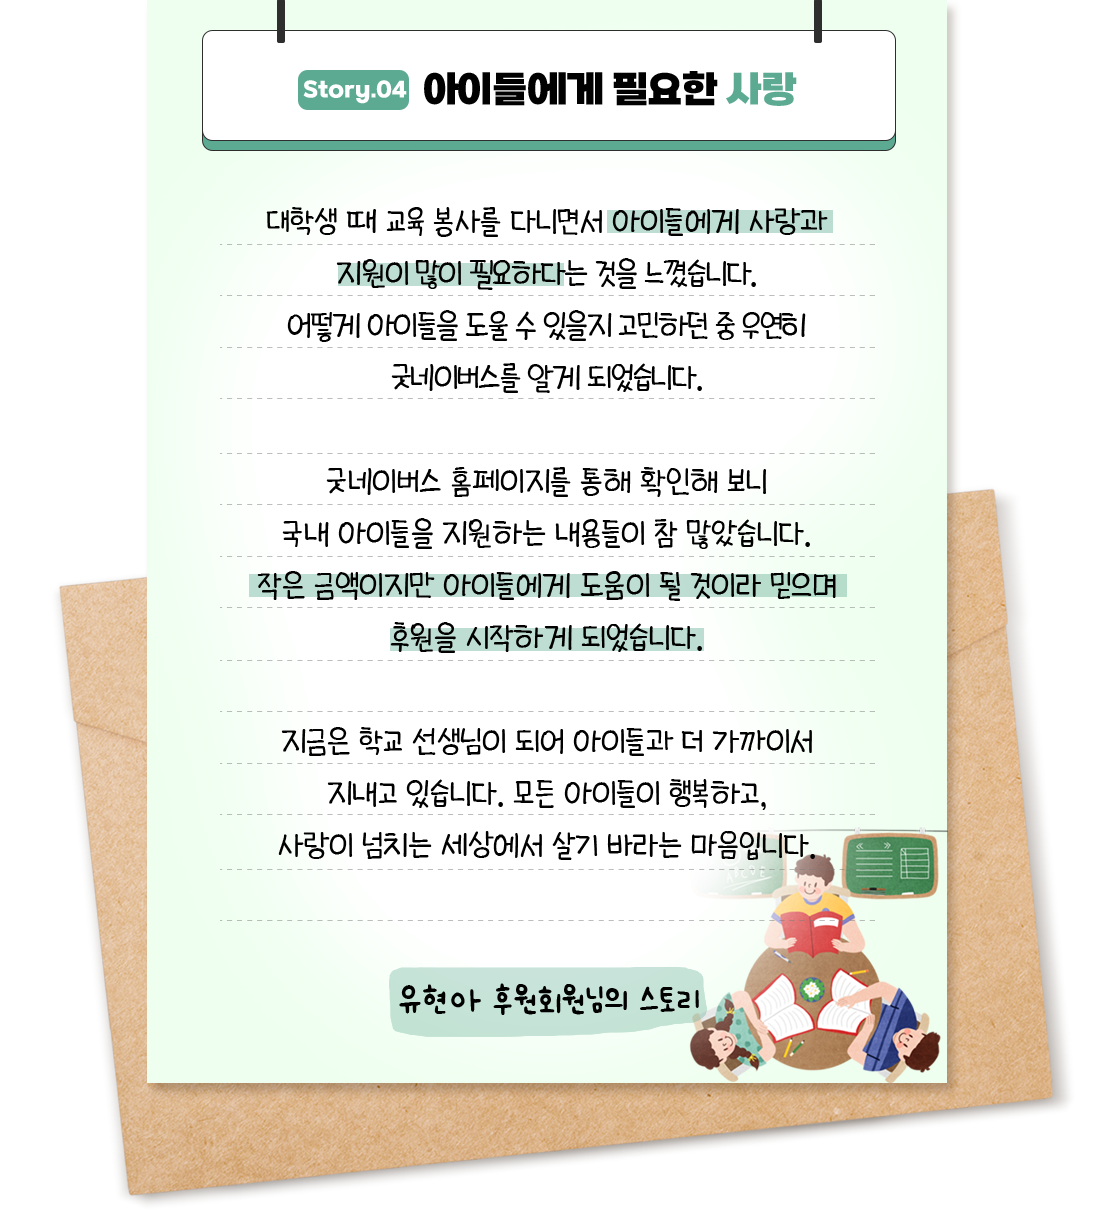 Story.04 아이들에게 필요한 사랑
대학생 때 교육 봉사를 다니면서 아이들에게 사랑과
지원이 많이 필요하다는 것을 느꼈습니다.
어떻게 아이들을 도울 수 있을지 고민하던 중 우연히
굿네이버스를 알게 되었습니다.
굿네이버스 홈페이지를 통해 확인해 보니
국내 아이들을 지원하는 내용들이 참 많았습니다.
작은 금액이지만 아이들에게 도움이 될 것이라 믿으며
후원을 시작하게 되었습니다.
지금은 학교 선생님이 되어 아이들과 더 가까이서
지내고 있습니다. 모든 아이들이 행복하고,
사랑이 넘치는 세상에서 살기 바라는 마음입니다.
유현아 후원회원님의 스토리